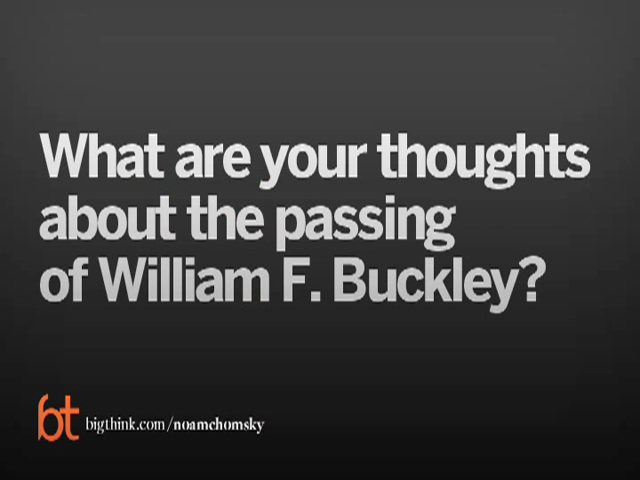 What are your thoughts
about the passing
of William F. Buckley?
bt bigthink.com/noamchomsky